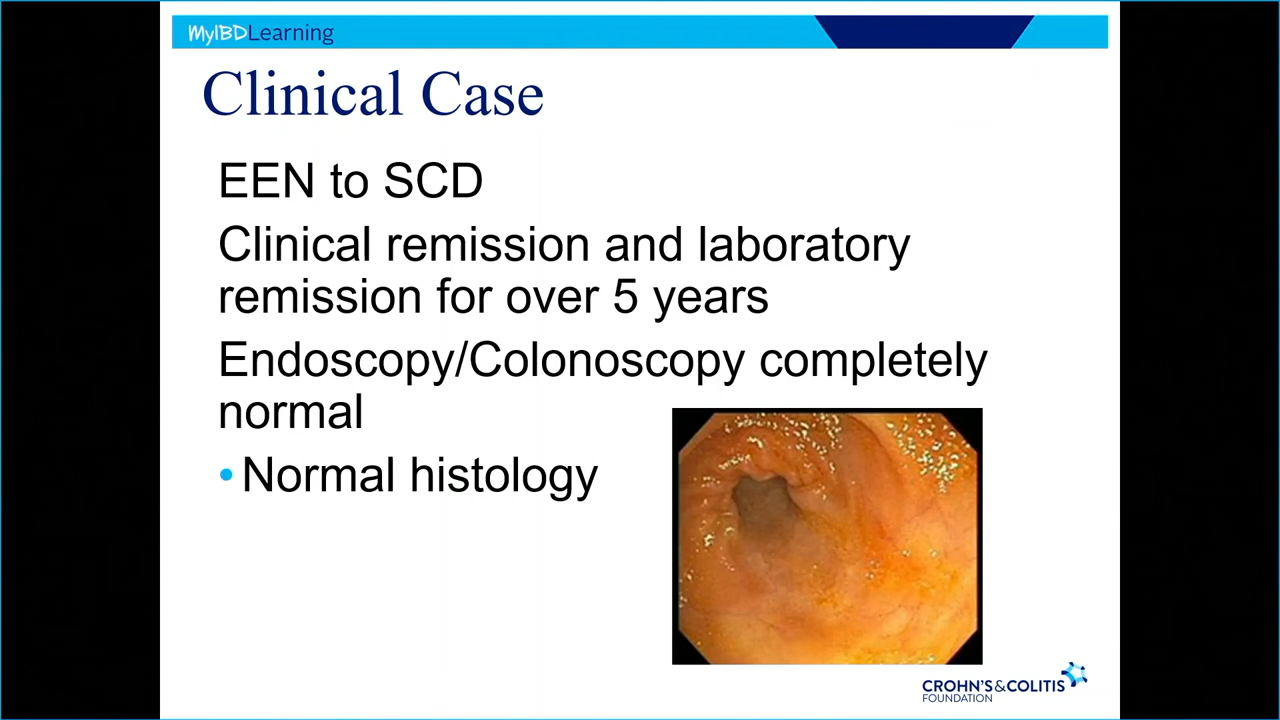 MyIBDLearning
Clinical Case
EEN to SCD
Clinical remission and laboratory
remission for over 5 years
Endoscopy/Colonoscopy completely
normal
• Normal histology
CROHN'S & COLITIS
FOUNDATION